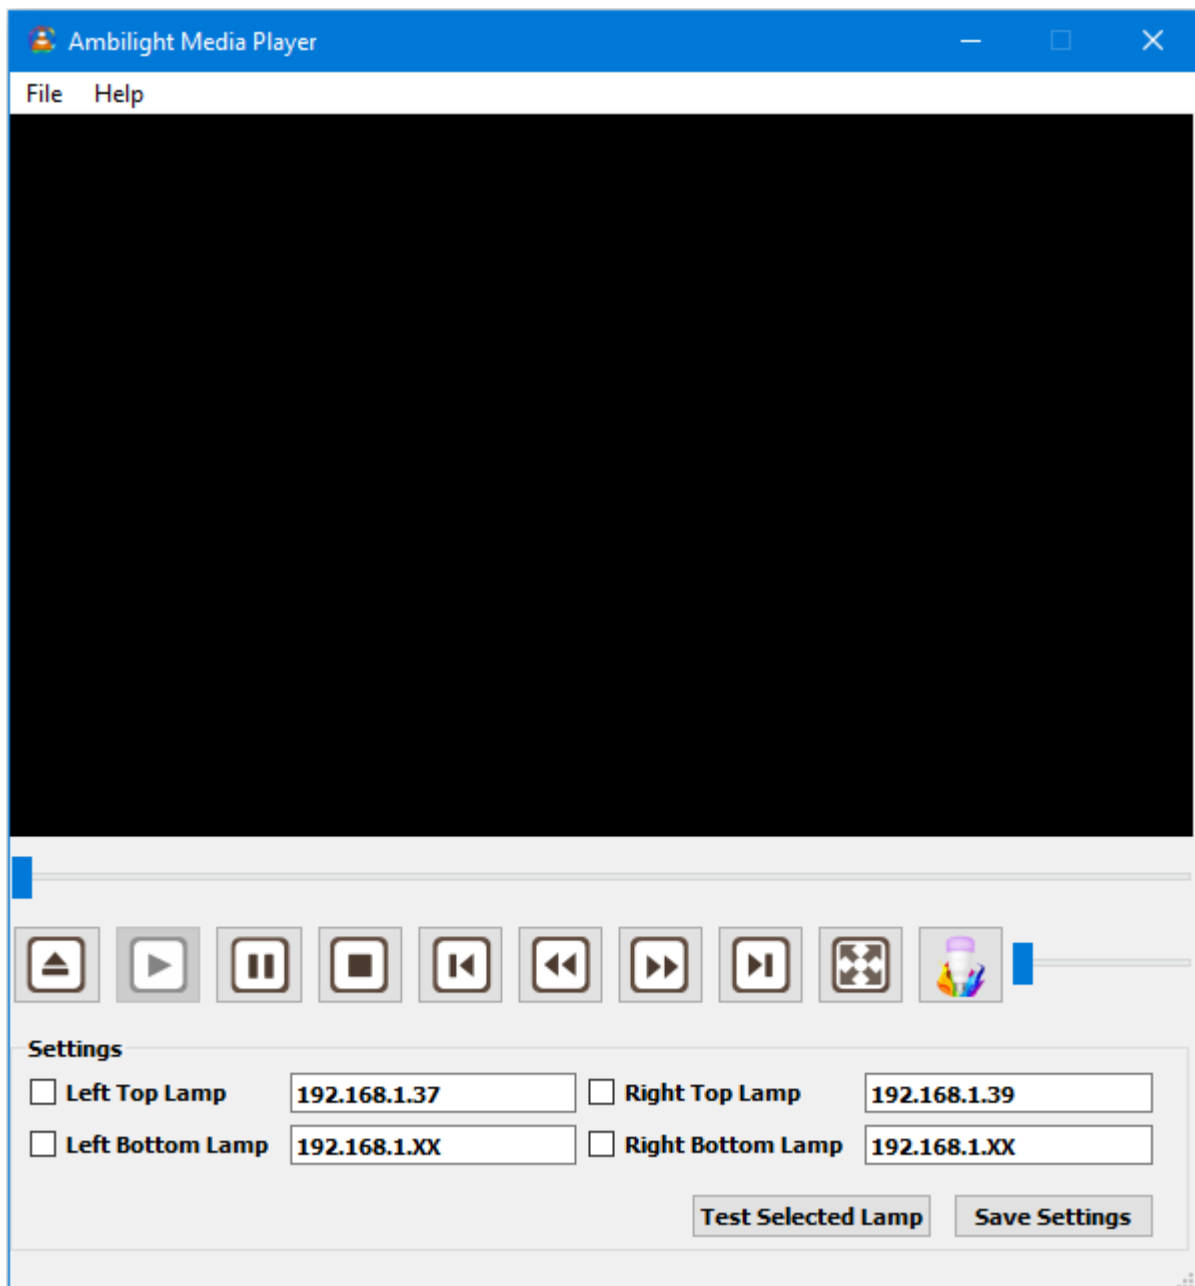 Ambilight Media Player
File Help
Settings
Left Top Lamp 192.168.1.37 Right Top Lamp 192.168.1.39
Left Bottom Lamp 192.168.1.XX Right Bottom Lamp 192.168.1.XX
Test Selected Lamp Save Settings